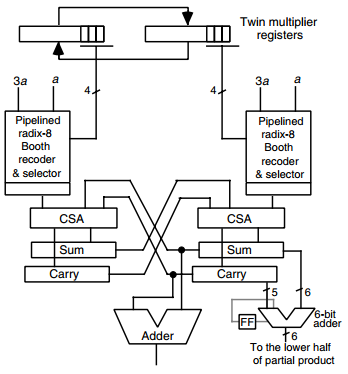 Twin multiplier
registers
3a
a
4
4
3a
a
Pipelined
radix-8
Booth
recoder
& selector
Pipelined
radix-8
Booth
recoder
& selector
CSA
CSA
Sum
Sum
Carry
Carry
5
6
Adder
FF
6-bit
adder
6
To the lower half
of partial product